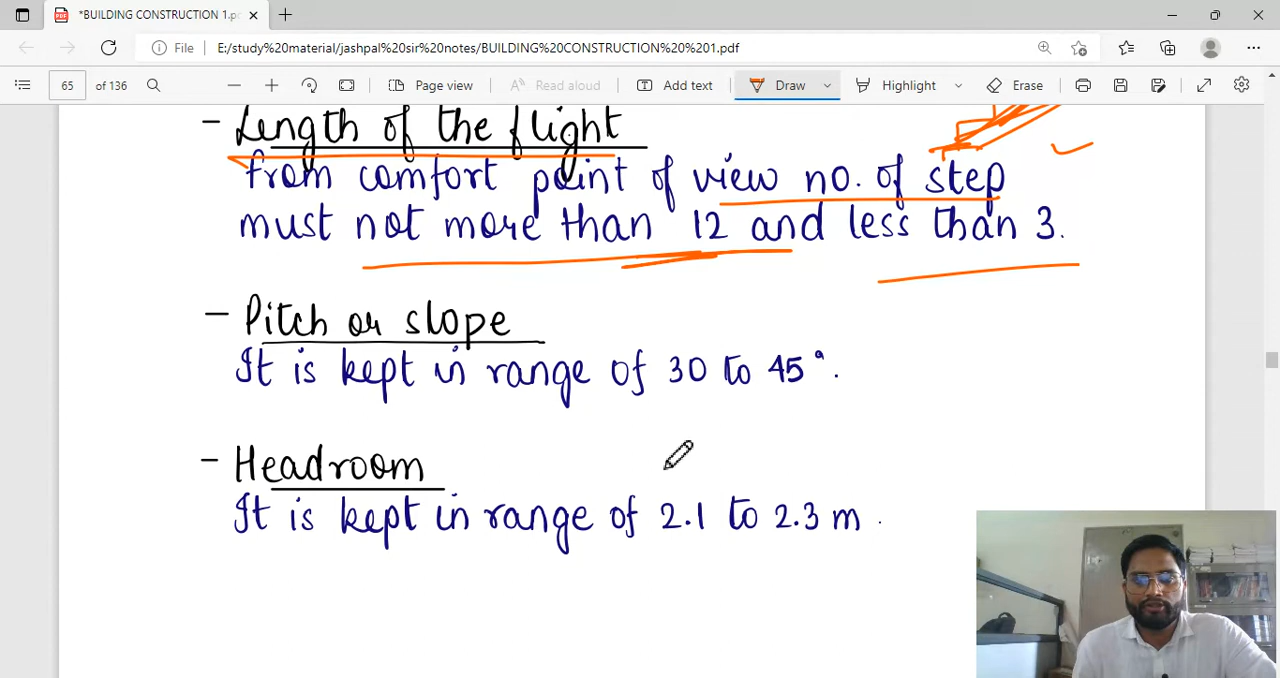 *BUILDING CONSTRUCTION 1.p
File E:/study%20material/jashpal%20sir%20notes/BUILDING%20CONSTRUCTION%20%201.pdf
65 of 136 Page view Read aloud Add text Draw Highlight Erase
- Length of the flight
from comfort point of view no. of step
must not more than 12 and less than 3.
- Pitch or slope
It is kept in range of 30 to 45°.
- Headroom
It is kept in range of 2.1 to 2.3 m .